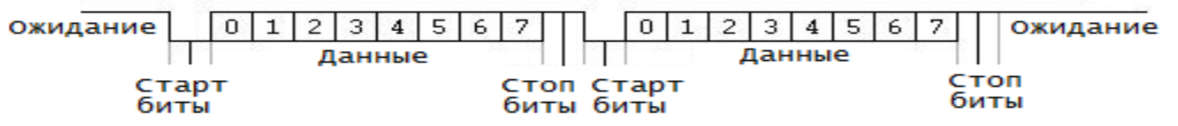 Ожидание 0 1 2 3 4 5 6 7 0 1 2 3 4 5 6 7 Ожидание
Данные Данные
Старт Стоп Старт Стоп
биты биты биты биты